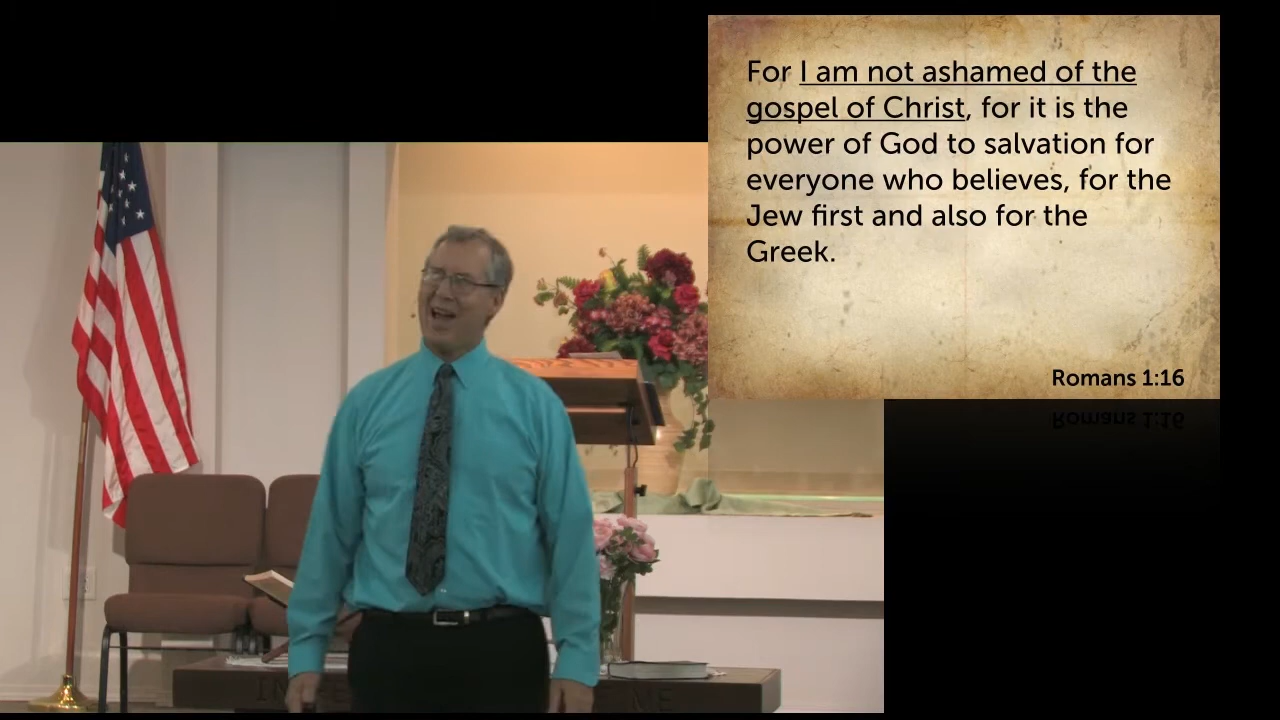 For I am not ashamed of the
gospel of Christ, for it is the
power of God to salvation for
everyone who believes, for the
Jew first and also for the
Greek.
Romans 1:16
ME